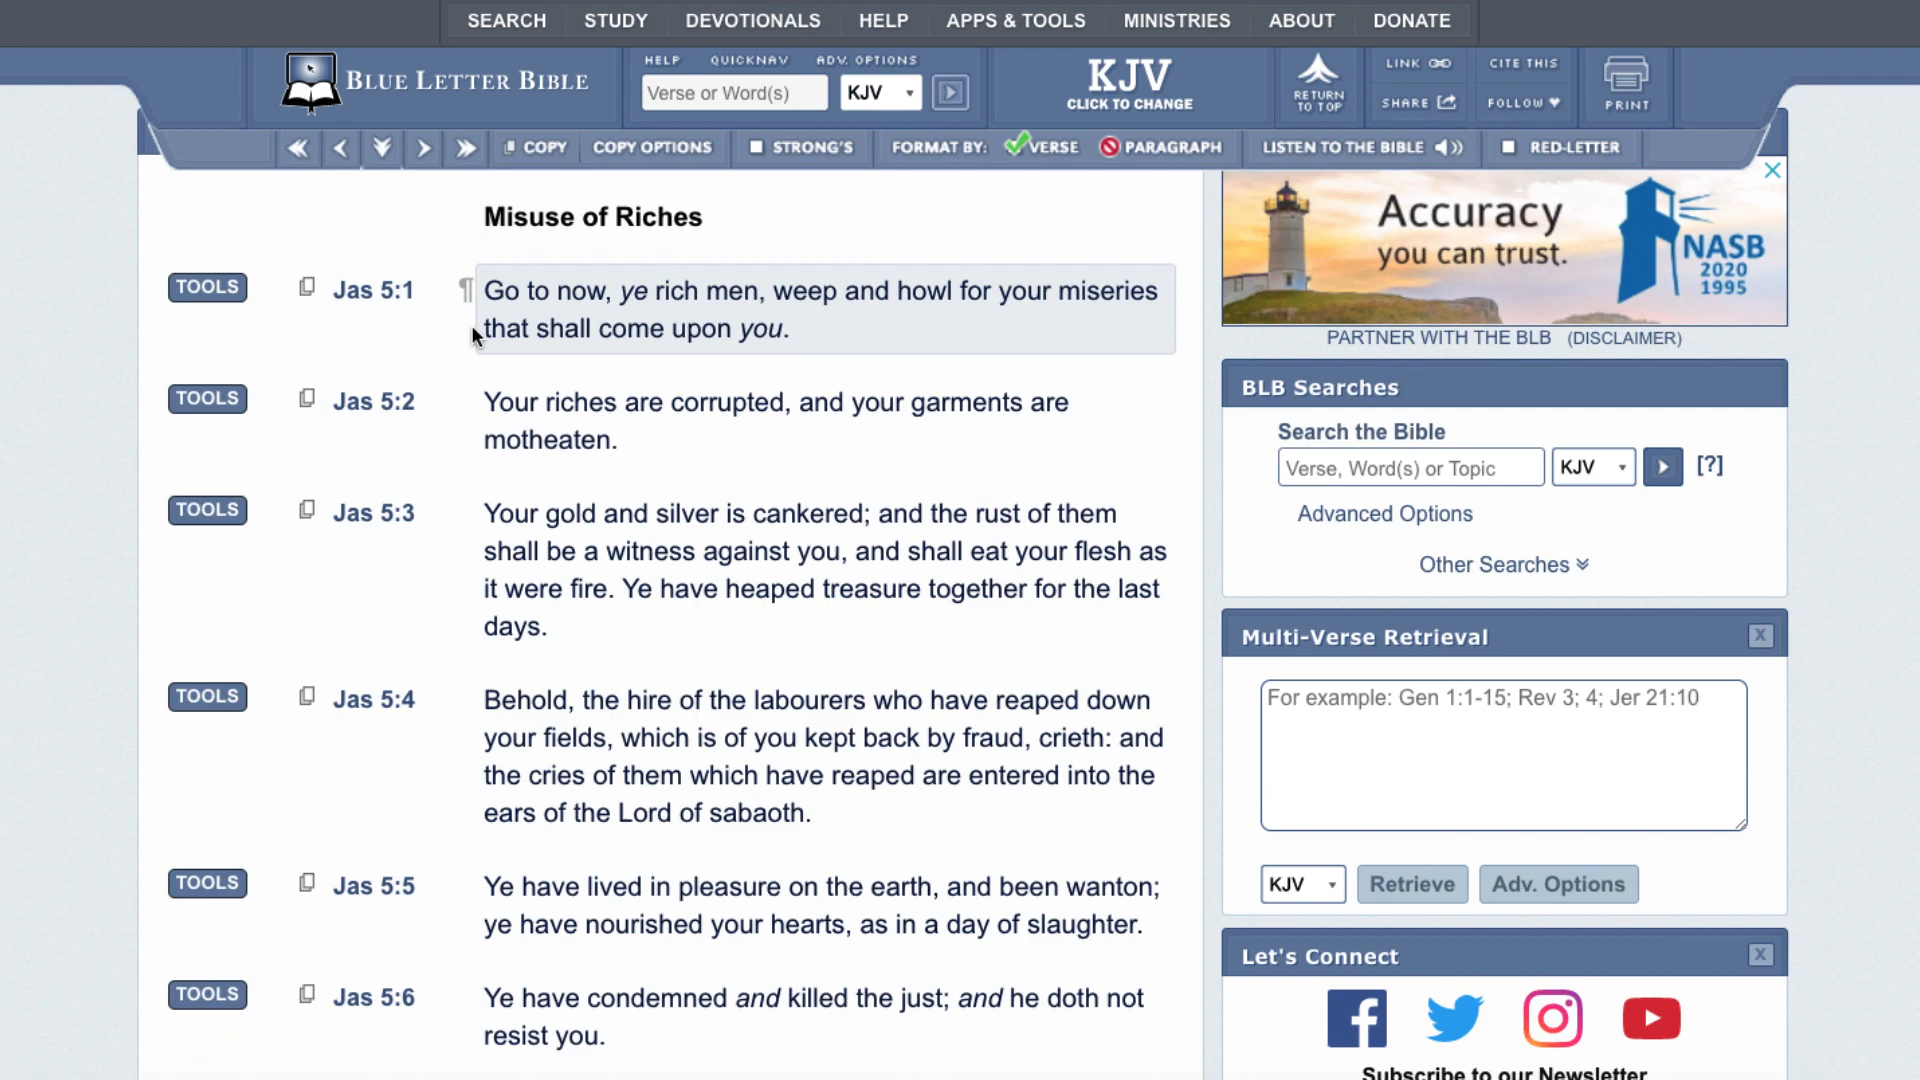 SEARCH STUDY DEVOTIONALS HELP APPS & TOOLS MINISTRIES ABOUT DONATE
BLUE LETTER BIBLE
HELP QUICKNAV ADV. OPTIONS
Verse or Word(s) KJV
KJV
CLICK TO CHANGE
RETURN
TO TOP
LINK
SHARE
CITE THIS
FOLLOW
PRINT
COPY COPY OPTIONS STRONG'S FORMAT BY: VERSE PARAGRAPH LISTEN TO THE BIBLE RED-LETTER
Misuse of Riches
TOOLS Jas 5:1 ¶ Go to now, ye rich men, weep and howl for your miseries
that shall come upon you.
TOOLS Jas 5:2 Your riches are corrupted, and your garments are
motheaten.
TOOLS Jas 5:3 Your gold and silver is cankered; and the rust of them
shall be a witness against you, and shall eat your flesh as
it were fire. Ye have heaped treasure together for the last
days.
TOOLS Jas 5:4 Behold, the hire of the labourers who have reaped down
your fields, which is of you kept back by fraud, crieth: and
the cries of them which have reaped are entered into the
ears of the Lord of sabaoth.
TOOLS Jas 5:5 Ye have lived in pleasure on the earth, and been wanton;
ye have nourished your hearts, as in a day of slaughter.
TOOLS Jas 5:6 Ye have condemned and killed the just; and he doth not
resist you.
Accuracy
you can trust.
NASB
2020
1995
PARTNER WITH THE BLB (DISCLAIMER)
BLB Searches
Search the Bible
Verse, Word(s) or Topic KJV [?]
Advanced Options
Other Searches
Multi-Verse Retrieval X
For example: Gen 1:1-15; Rev 3; 4; Jer 21:10
KJV Retrieve Adv. Options
Let's Connect X
Subscribe to our Newsletter